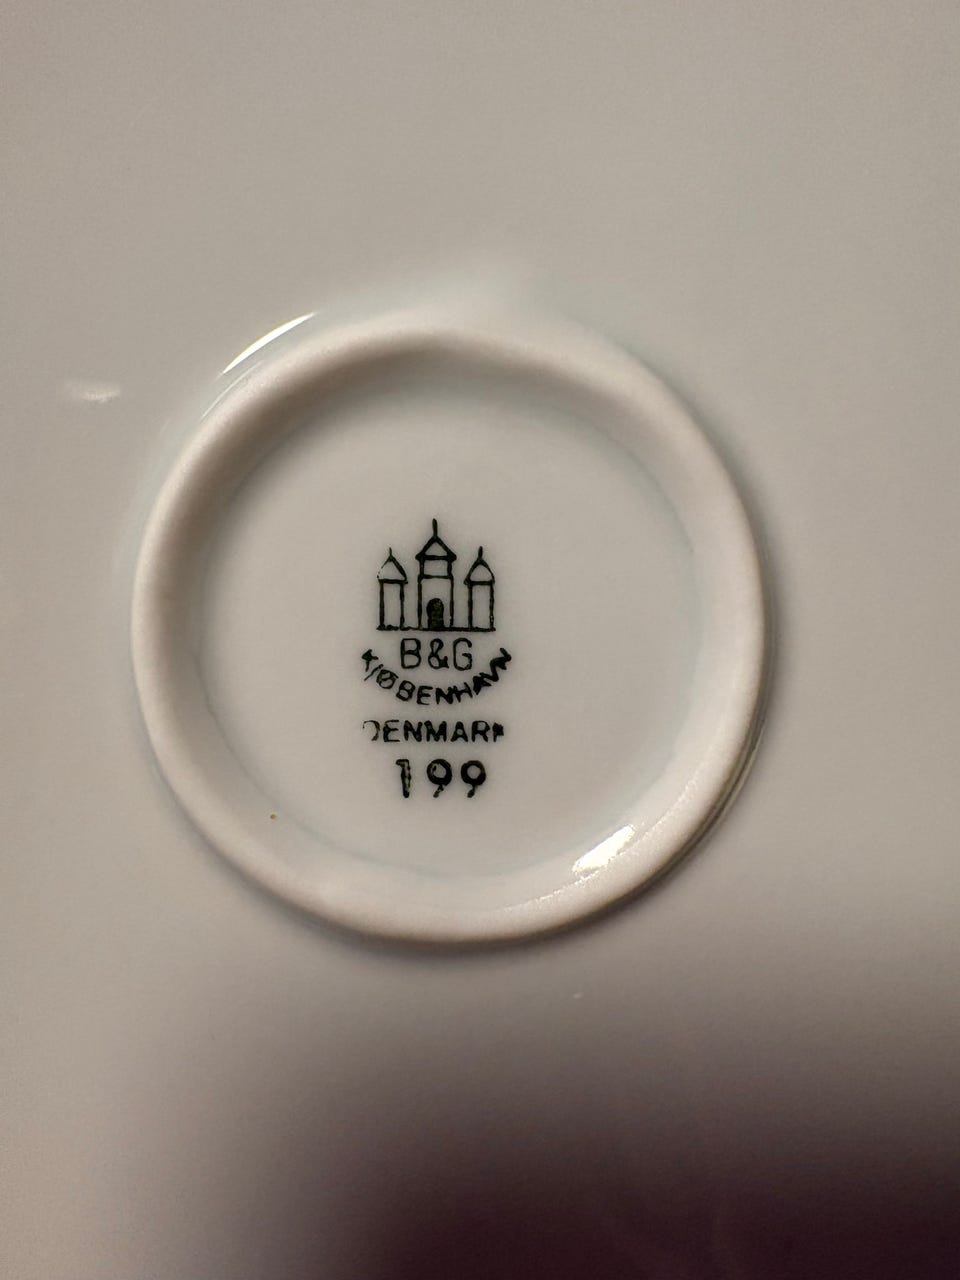 B&G
KJØBENHAVN
DENMARK
199